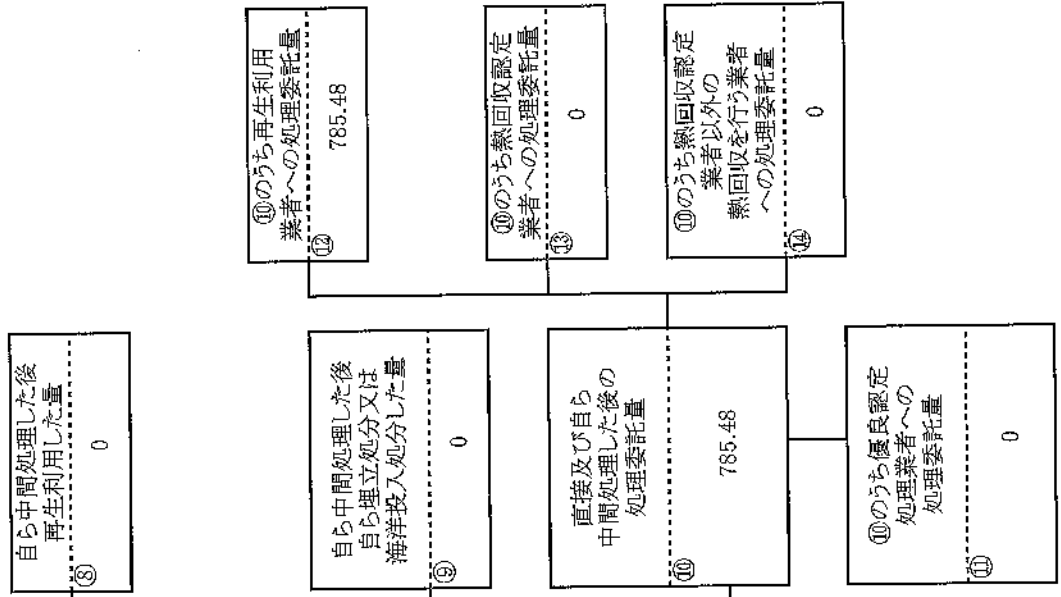 自ら中間処理した後
再生利用した量
⑧
0
自ら中間処理した後
自ら埋立処分又は
海洋投入処分した量
⑨
0
直接及び自ら
中間処理した後の
処理委託量
⑩
785.48
⑩のうち優良認定
処理業者への
処理委託量
⑪
0
⑩のうち再生利用
業者への処理委託量
⑫
785.48
⑩のうち熱回収認定
業者への処理委託量
⑬
0
⑩のうち熱回収認定
業者以外の
熱回収を行う業者
への処理委託量
⑭
0